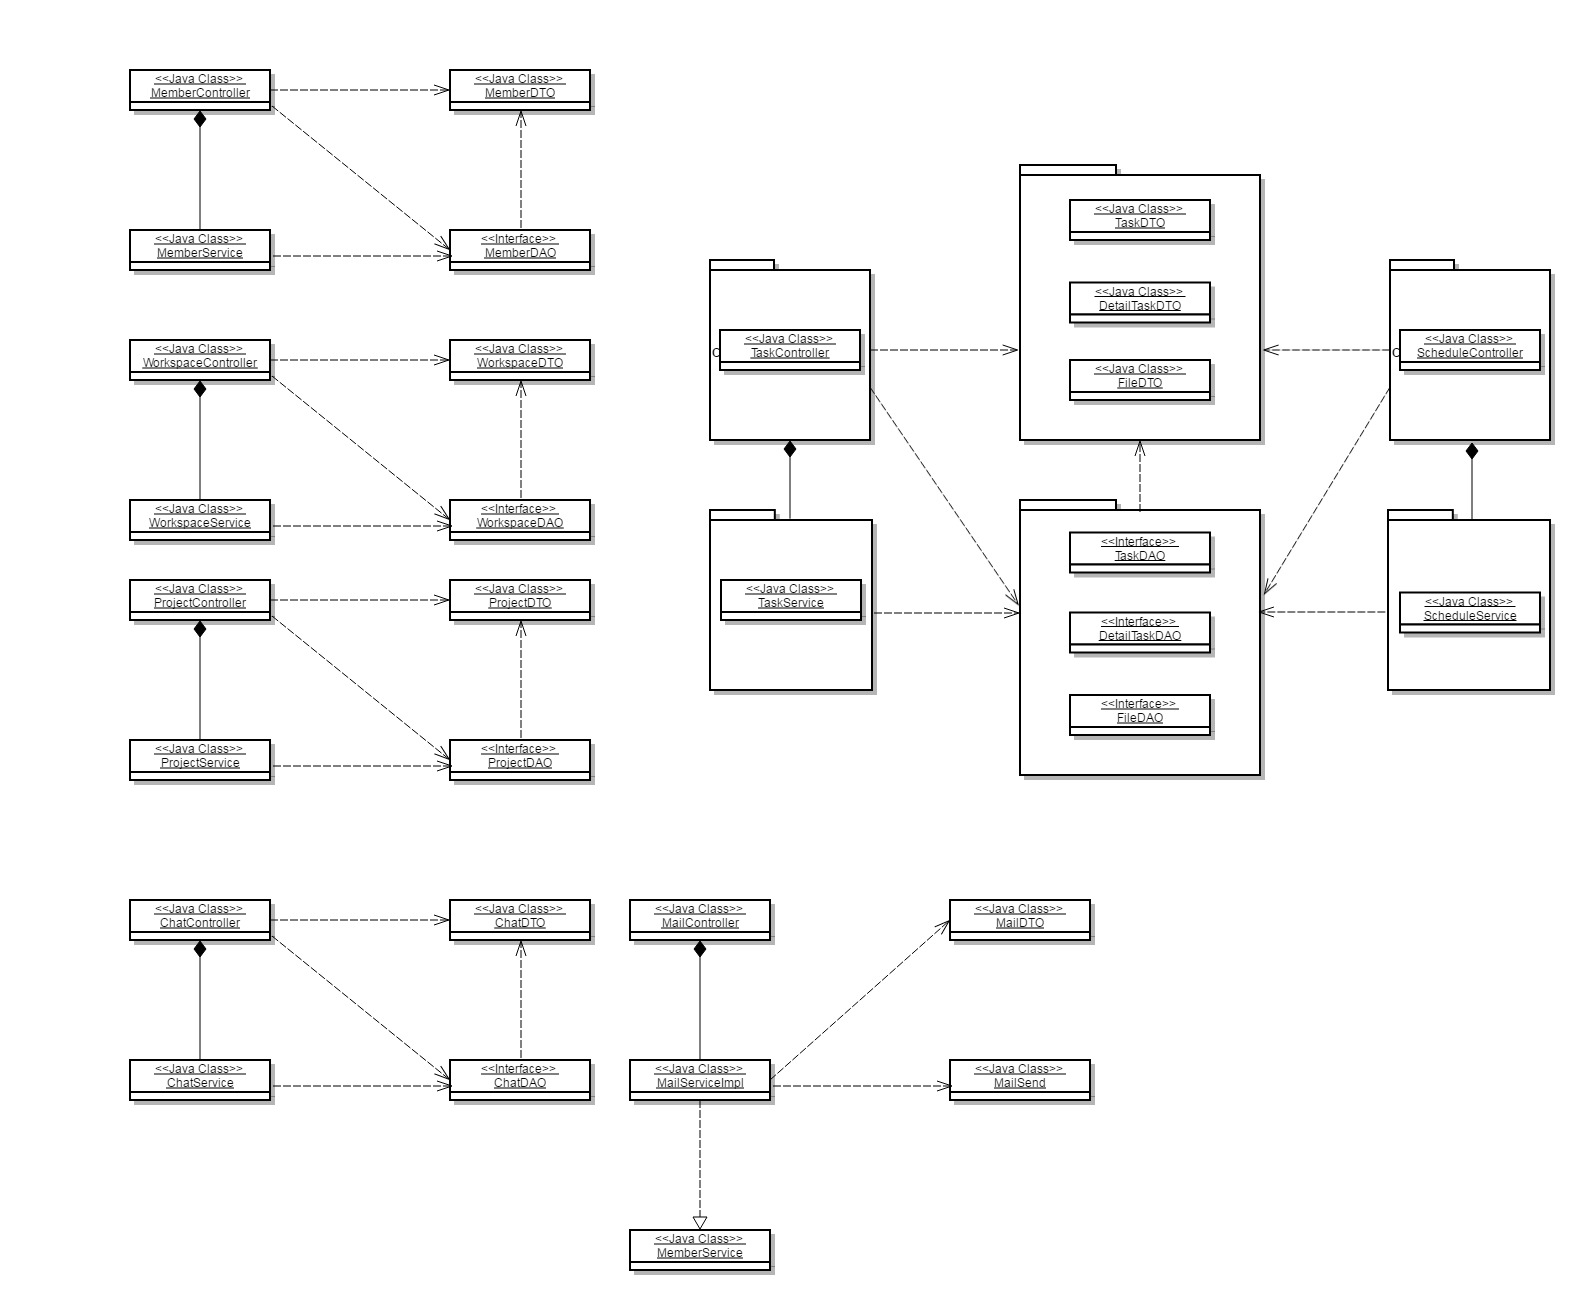 <<Java Class>>
MemberController
<<Java Class>>
MemberDTO
<<Java Class>>
MemberService
<<Interface>>
MemberDAO
<<Java Class>>
WorkspaceController
<<Java Class>>
WorkspaceDTO
<<Java Class>>
WorkspaceService
<<Interface>>
WorkspaceDAO
<<Java Class>>
ProjectController
<<Java Class>>
ProjectDTO
<<Java Class>>
ProjectService
<<Interface>>
ProjectDAO
<<Java Class>>
TaskController
<<Java Class>>
TaskService
<<Java Class>>
TaskDTO
<<Java Class>>
DetailTaskDTO
<<Java Class>>
FileDTO
<<Interface>>
TaskDAO
<<Interface>>
DetailTaskDAO
<<Interface>>
FileDAO
<<Java Class>>
ScheduleController
<<Java Class>>
ScheduleService
<<Java Class>>
ChatController
<<Java Class>>
ChatDTO
<<Java Class>>
ChatService
<<Interface>>
ChatDAO
<<Java Class>>
MailController
<<Java Class>>
MailDTO
<<Java Class>>
MailServiceImpl
<<Java Class>>
MailSend
<<Java Class>>
MemberService